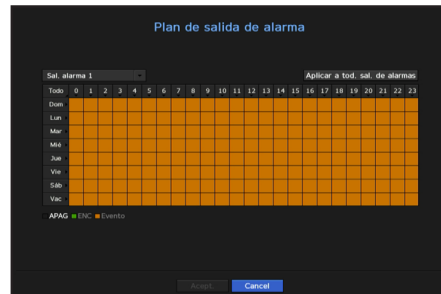 Plan de salida de alarma
Sal. alarma 1
Aplicar a tod. sal. de alarmas
Todo 0 1 2 3 4 5 6 7 8 9 10 11 12 13 14 15 16 17 18 19 20 21 22 23
Dom
Lun
Mar
Mié
Jue
Vie
Sáb
Vac
APAG ENC Evento
Acept. Cancel